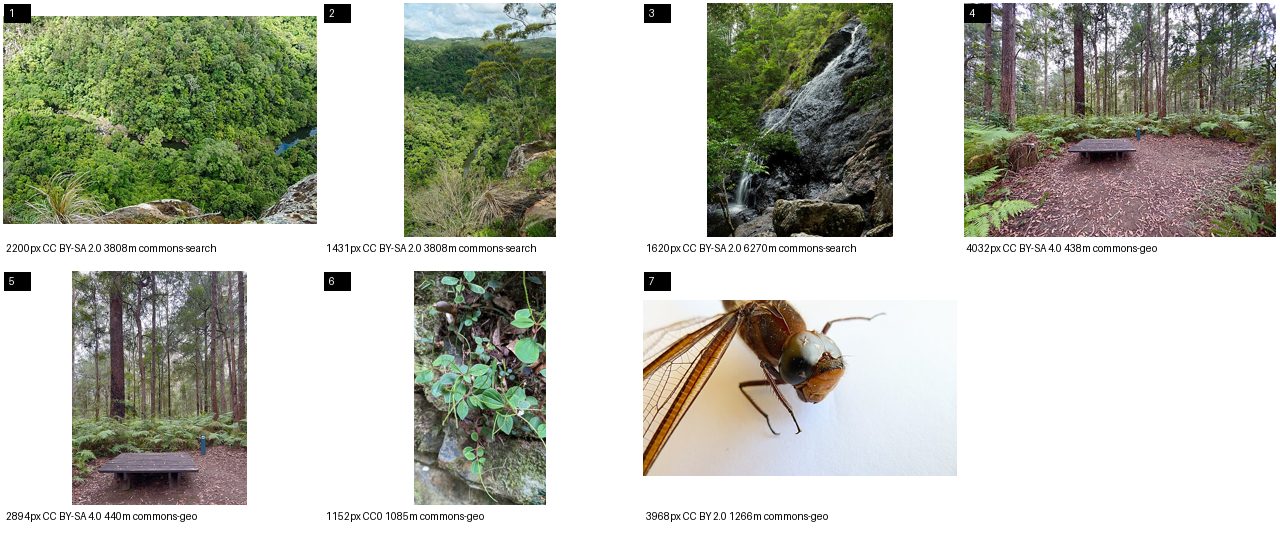 1
2
3
4
2200px CC BY-SA 2.0 3808m commons-search
1431px CC BY-SA 2.0 3808m commons-search
1620px CC BY-SA 2.0 6270m commons-search
4032px CC BY-SA 4.0 438m commons-geo
5
6
7
2894px CC BY-SA 4.0 440m commons-geo
1152px CC0 1085m commons-geo
3968px CC BY 2.0 1266m commons-geo